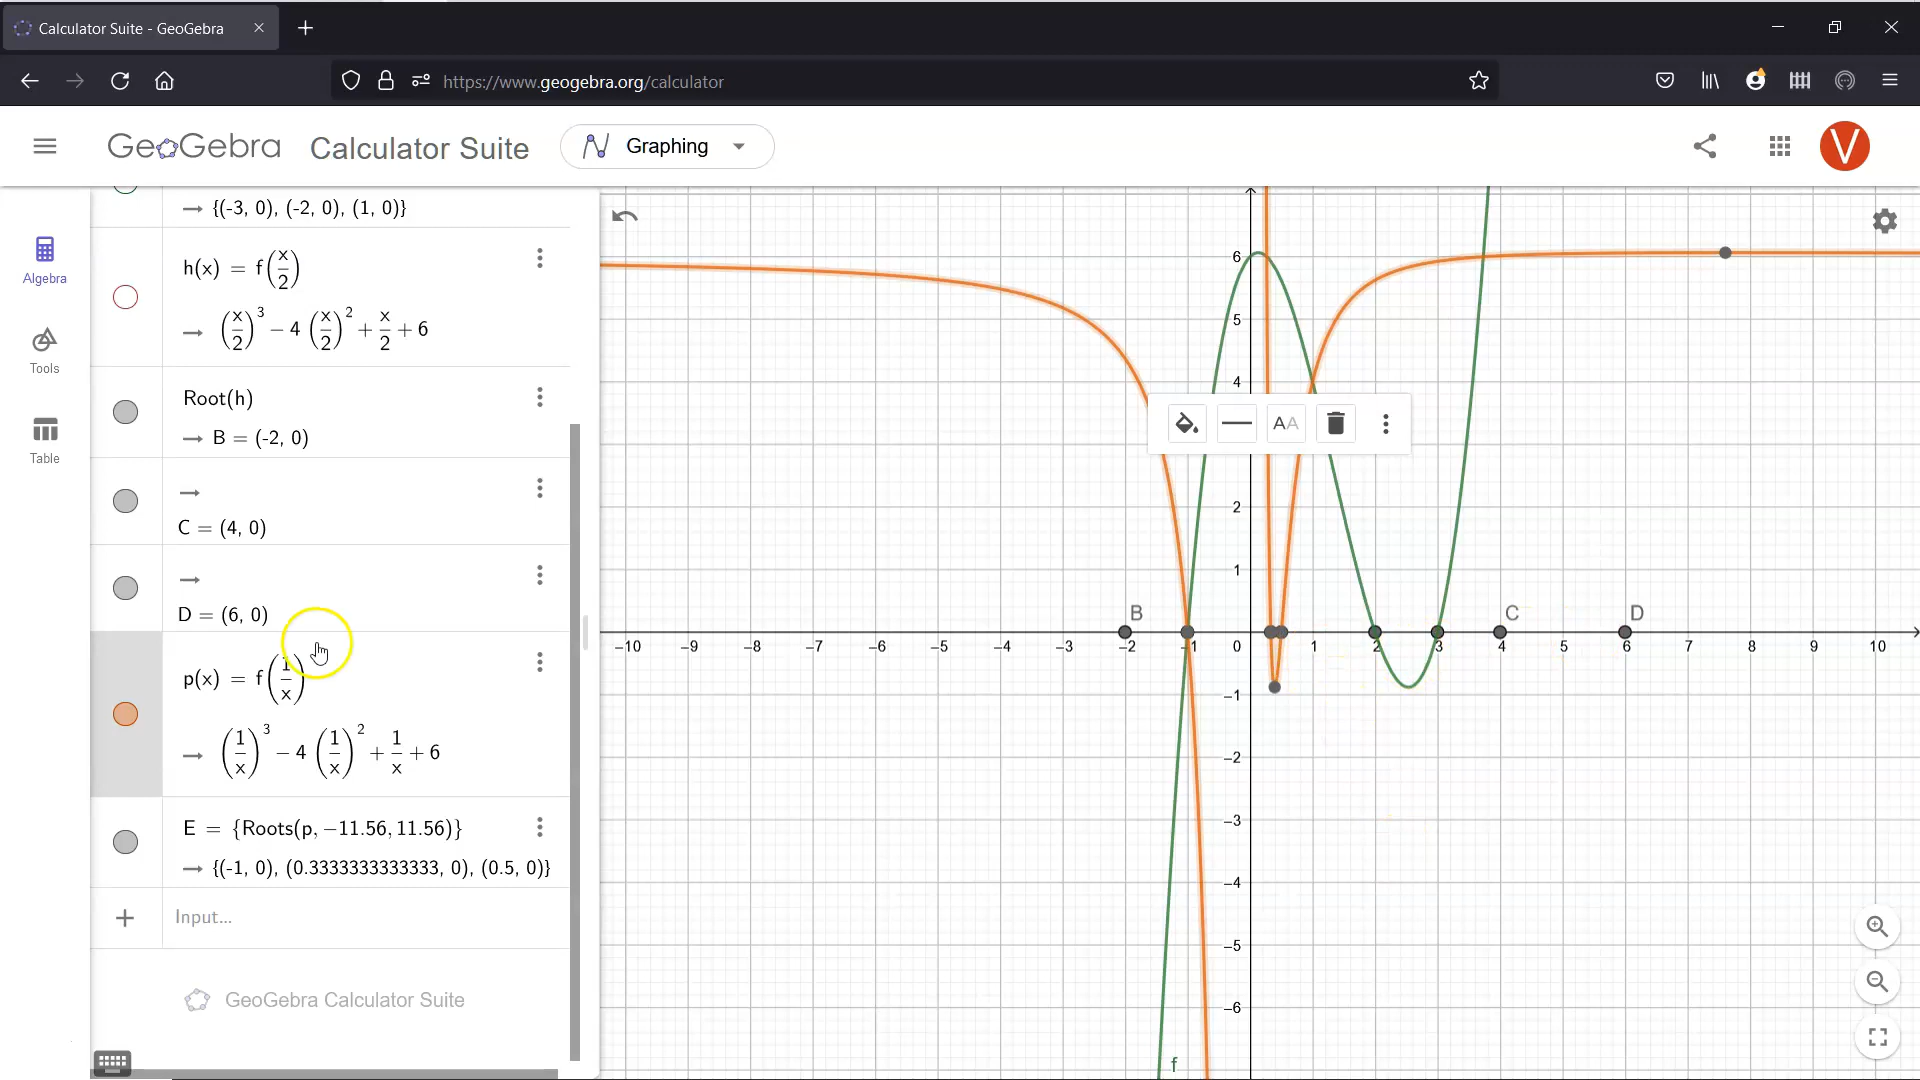 Calculator Suite - GeoGebra
https://www.geogebra.org/calculator
GeoGebra Calculator Suite Graphing
V
Algebra
Tools
Table
→ {(-3, 0), (-2, 0), (1, 0)}
h(x) = f(x/2)
→ (x/2)³ − 4 (x/2)² + x/2 + 6
Root(h)
→ B = (-2, 0)
→
C = (4, 0)
→
D = (6, 0)
p(x) = f(1/x)
→ (1/x)³ − 4 (1/x)² + 1/x + 6
E = {Roots(p, −11.56, 11.56)}
→ {(-1, 0), (0.3333333333333, 0), (0.5, 0)}
+ Input...
GeoGebra Calculator Suite
6
5
4
AA
2
1
B
C
D
−10 −9 −8 −7 −6 −5 −4 −3 −2 −1 0 1 2 3 4 5 6 7 8 9 10
−1
−2
−3
−4
−5
−6
f